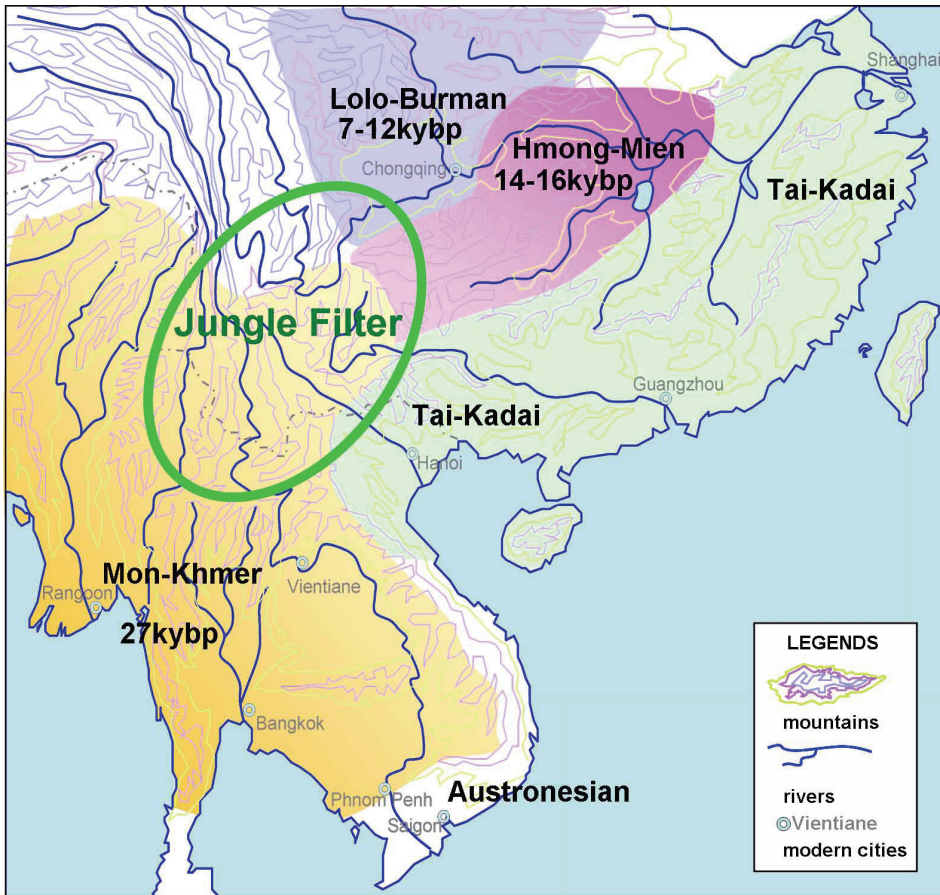 Shanghai
Lolo-Burman
7-12kybp
Hmong-Mien
14-16kybp
Chongqing
Tai-Kadai
Jungle Filter
Guangzhou
Tai-Kadai
Hanoi
Mon-Khmer
Vientiane
Rangoon
27kybp
Bangkok
Phnom Penh
Austronesian
Saigon
LEGENDS
mountains
rivers
Vientiane
modern cities